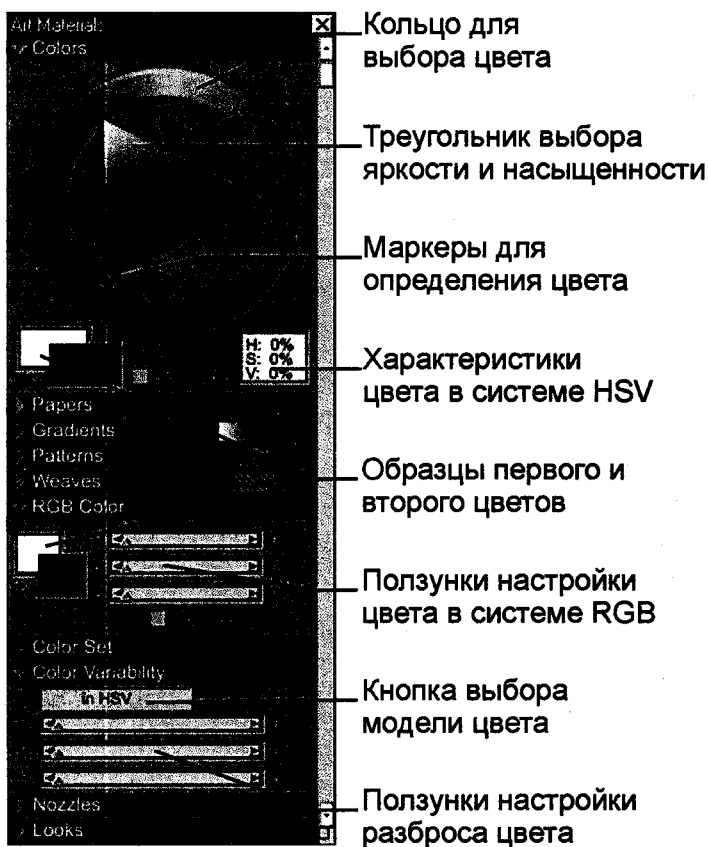 Art Materials
Colors
H: 0%
S: 0%
V: 0%
Papers
Gradients
Patterns
Weaves
RGB Color
Color Set
Color Variability
in HSV
Nozzles
Looks
Кольцо для
выбора цвета
Треугольник выбора
яркости и насыщенности
Маркеры для
определения цвета
Характеристики
цвета в системе HSV
Образцы первого и
второго цветов
Ползунки настройки
цвета в системе RGB
Кнопка выбора
модели цвета
Ползунки настройки
разброса цвета